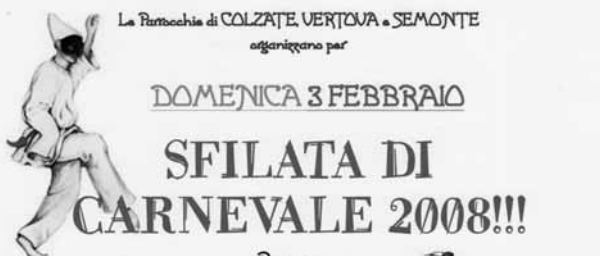 Le Parrocchie di COLZATE, VERTOVA e SEMONTE
organizzano per
DOMENICA 3 FEBBRAIO
SFILATA DI
CARNEVALE 2008!!!